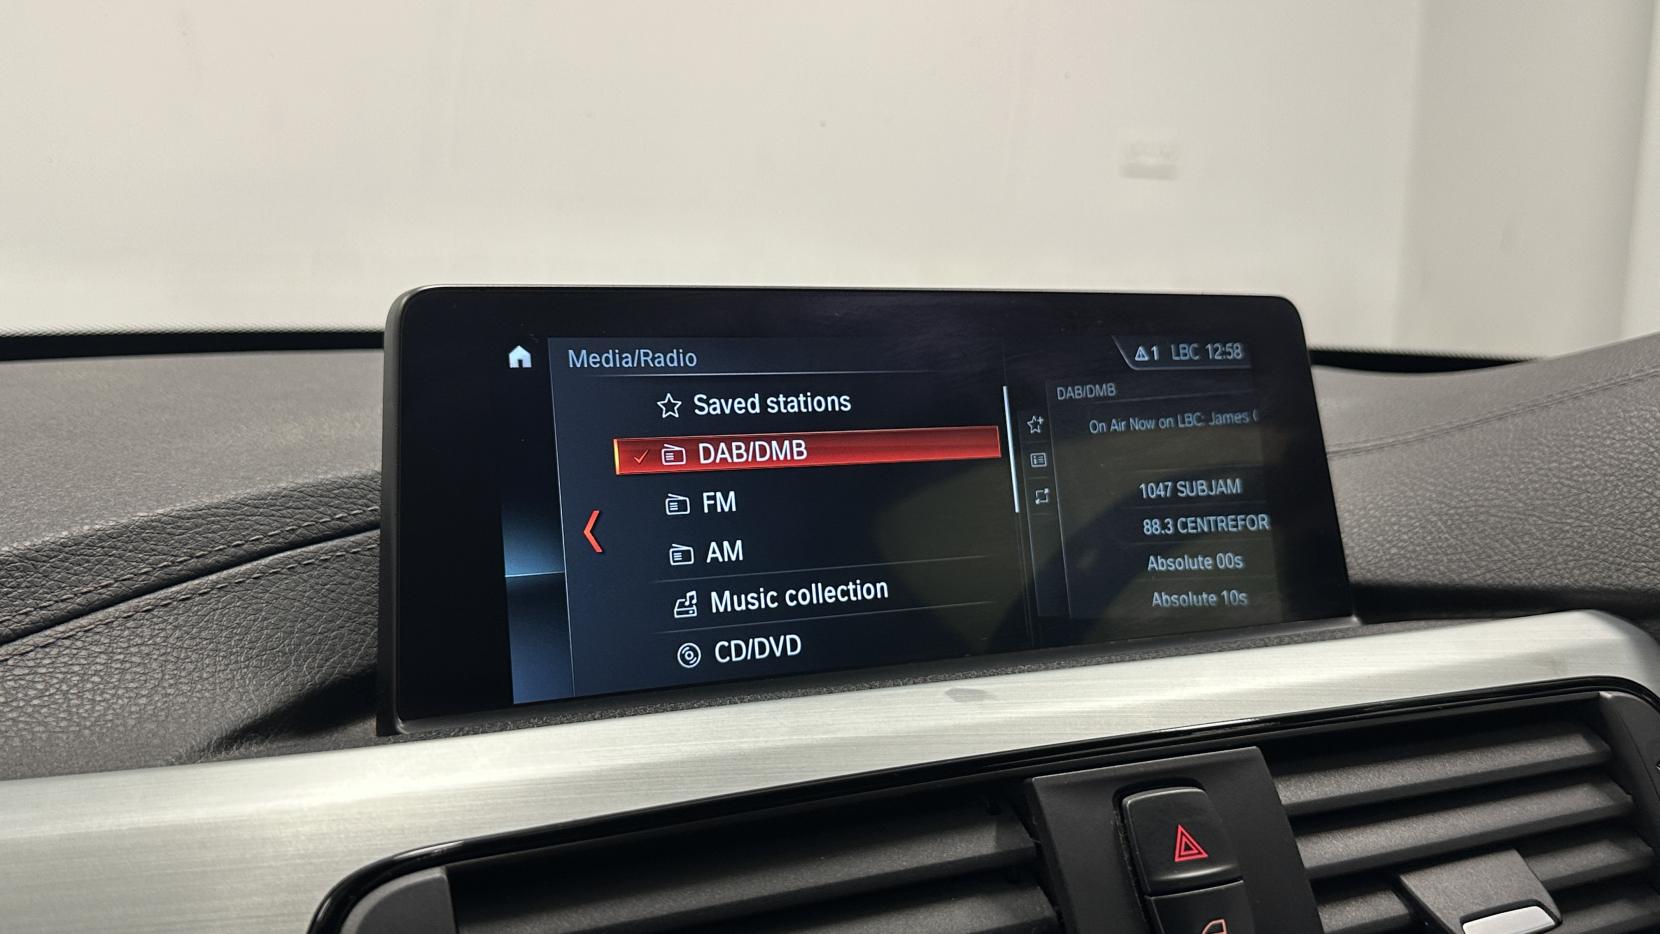 Media/Radio
1 LBC 12:58
Saved stations
DAB/DMB
FM
AM
Music collection
CD/DVD
DAB/DMB
On Air Now on LBC: James
1047 SUBJAM
88.3 CENTREFOR
Absolute 00s
Absolute 10s